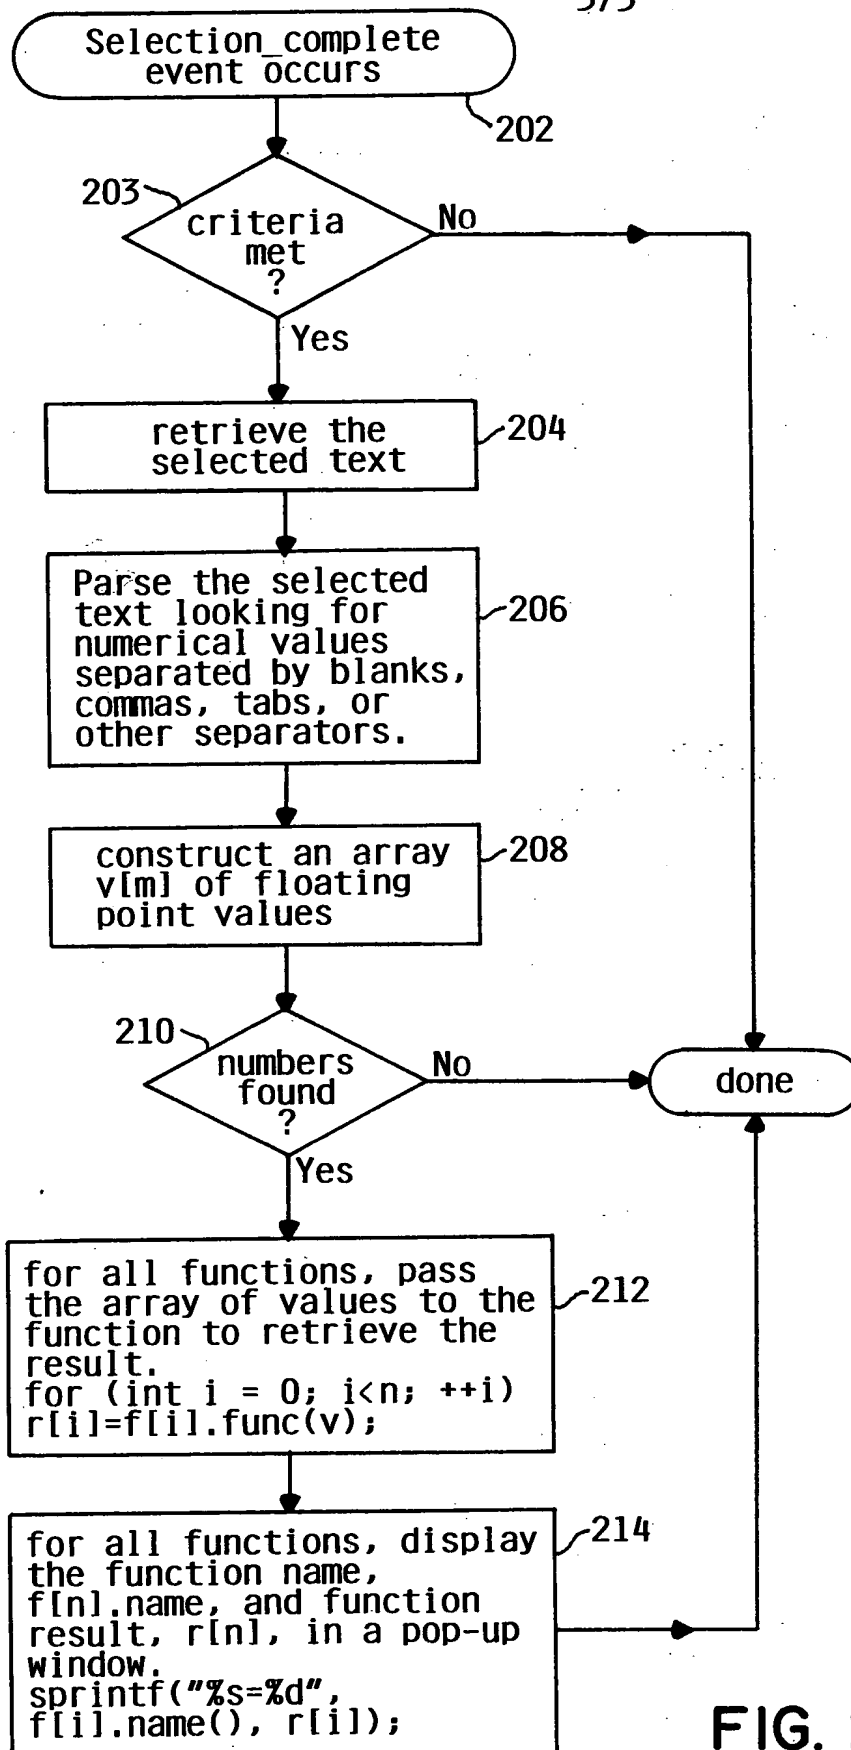 Selection_complete
event occurs
202
203
criteria
met
?
No
Yes
retrieve the
selected text
204
Parse the selected
text looking for
numerical values
separated by blanks,
commas, tabs, or
other separators.
206
construct an array
v[m] of floating
point values
208
210
numbers
found
?
No
done
Yes
for all functions, pass
the array of values to the
function to retrieve the
result.
for (int i = 0; i<n; ++i)
r[i]=f[i].func(v);
212
for all functions, display
the function name,
f[n].name, and function
result, r[n], in a pop-up
window.
sprintf("%s=%d",
f[i].name(), r[i]);
214
FIG.